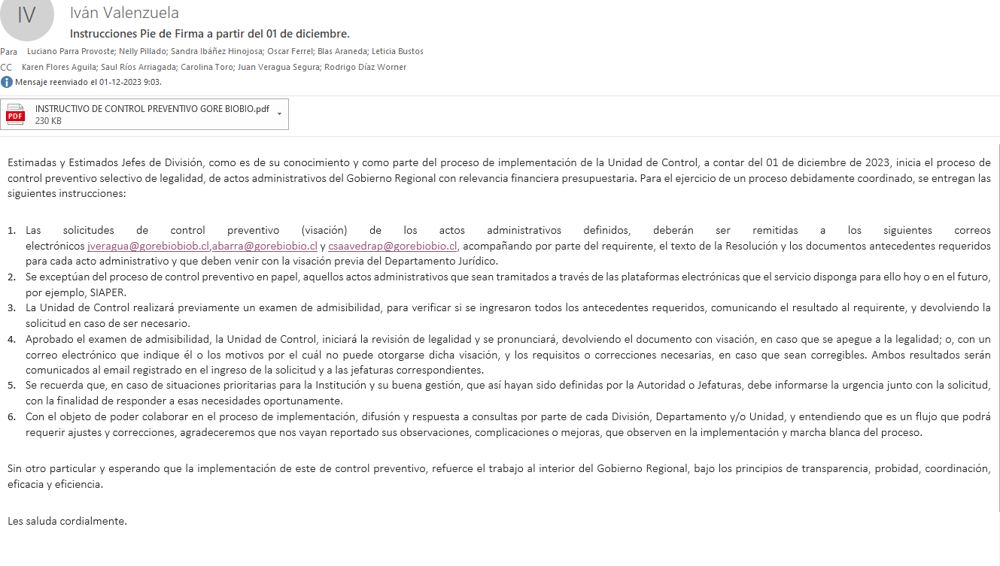 IV
Iván Valenzuela
Instrucciones Pie de Firma a partir del 01 de diciembre.
Para Luciano Parra Provoste; Nelly Pillado; Sandra Ibáñez Hinojosa; Oscar Ferrel; Blas Araneda; Leticia Bustos
CC Karen Flores Aguila; Saul Ríos Arriagada; Carolina Toro; Juan Veragua Segura; Rodrigo Díaz Worner
Mensaje reenviado el 01-12-2023 9:03.
PDF
INSTRUCTIVO DE CONTROL PREVENTIVO GORE BIOBIO.pdf
230 KB
Estimadas y Estimados Jefes de División, como es de su conocimiento y como parte del proceso de implementación de la Unidad de Control, a contar del 01 de diciembre de 2023, inicia el proceso de
control preventivo selectivo de legalidad, de actos administrativos del Gobierno Regional con relevancia financiera presupuestaria. Para el ejercicio de un proceso debidamente coordinado, se entregan las
siguientes instrucciones:
1. Las solicitudes de control preventivo (visación) de los actos administrativos definidos, deberán ser remitidas a los siguientes correos
electrónicos jveragua@gorebiobiob.cl,abarra@gorebiobio.cl y csaavedrap@gorebiobio.cl, acompañando por parte del requirente, el texto de la Resolución y los documentos antecedentes requeridos
para cada acto administrativo y que deben venir con la visación previa del Departamento Jurídico.
2. Se exceptúan del proceso de control preventivo en papel, aquellos actos administrativos que sean tramitados a través de las plataformas electrónicas que el servicio disponga para ello hoy o en el futuro,
por ejemplo, SIAPER.
3. La Unidad de Control realizará previamente un examen de admisibilidad, para verificar si se ingresaron todos los antecedentes requeridos, comunicando el resultado al requirente, y devolviendo la
solicitud en caso de ser necesario.
4. Aprobado el examen de admisibilidad, la Unidad de Control, iniciará la revisión de legalidad y se pronunciará, devolviendo el documento con visación, en caso que se apegue a la legalidad; o, con un
correo electrónico que indique él o los motivos por el cuál no puede otorgarse dicha visación, y los requisitos o correcciones necesarias, en caso que sean corregibles. Ambos resultados serán
comunicados al email registrado en el ingreso de la solicitud y a las jefaturas correspondientes.
5. Se recuerda que, en caso de situaciones prioritarias para la Institución y su buena gestión, que así hayan sido definidas por la Autoridad o Jefaturas, debe informarse la urgencia junto con la solicitud,
con la finalidad de responder a esas necesidades oportunamente.
6. Con el objeto de poder colaborar en el proceso de implementación, difusión y respuesta a consultas por parte de cada División, Departamento y/o Unidad, y entendiendo que es un flujo que podrá
requerir ajustes y correcciones, agradeceremos que nos vayan reportado sus observaciones, complicaciones o mejoras, que observen en la implementación y marcha blanca del proceso.
Sin otro particular y esperando que la implementación de este de control preventivo, refuerce el trabajo al interior del Gobierno Regional, bajo los principios de transparencia, probidad, coordinación,
eficacia y eficiencia.
Les saluda cordialmente.